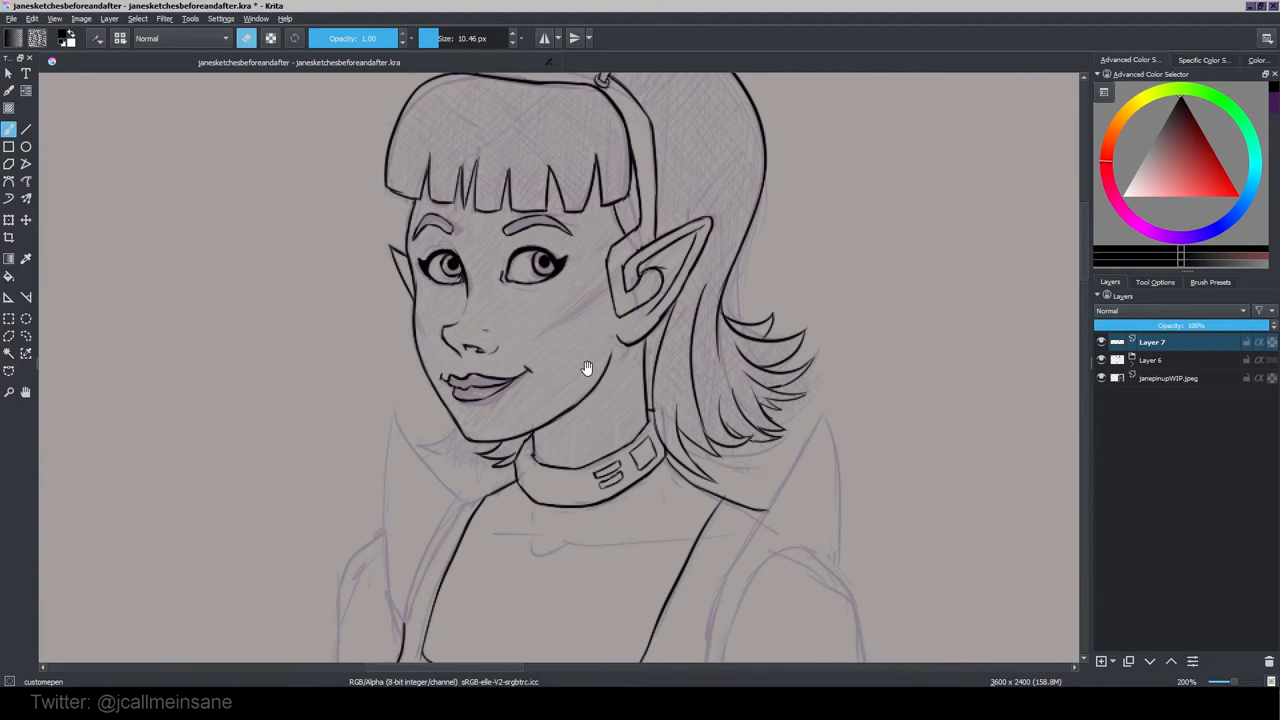 janesketchesbeforeandafter - janesketchesbeforeandafter.kra * - Krita
File Edit View Image Layer Select Filter Tools Settings Window Help
Normal Opacity: 1.00 Size: 10.46 px
T... janesketchesbeforeandafter - janesketchesbeforeandafter.kra Advanced Color S... Specific Color S... Color...
Advanced Color Selector
Layers Tool Options Brush Presets
Layers
Normal
Opacity: 100%
Layer 7
Layer 6
janepinupWIP.jpeg
customepen RGB/Alpha (8-bit integer/channel) sRGB-elle-V2-srgbtrc.icc 3600 x 2400 (158.8M) 200%
Twitter: @jcallmeinsane